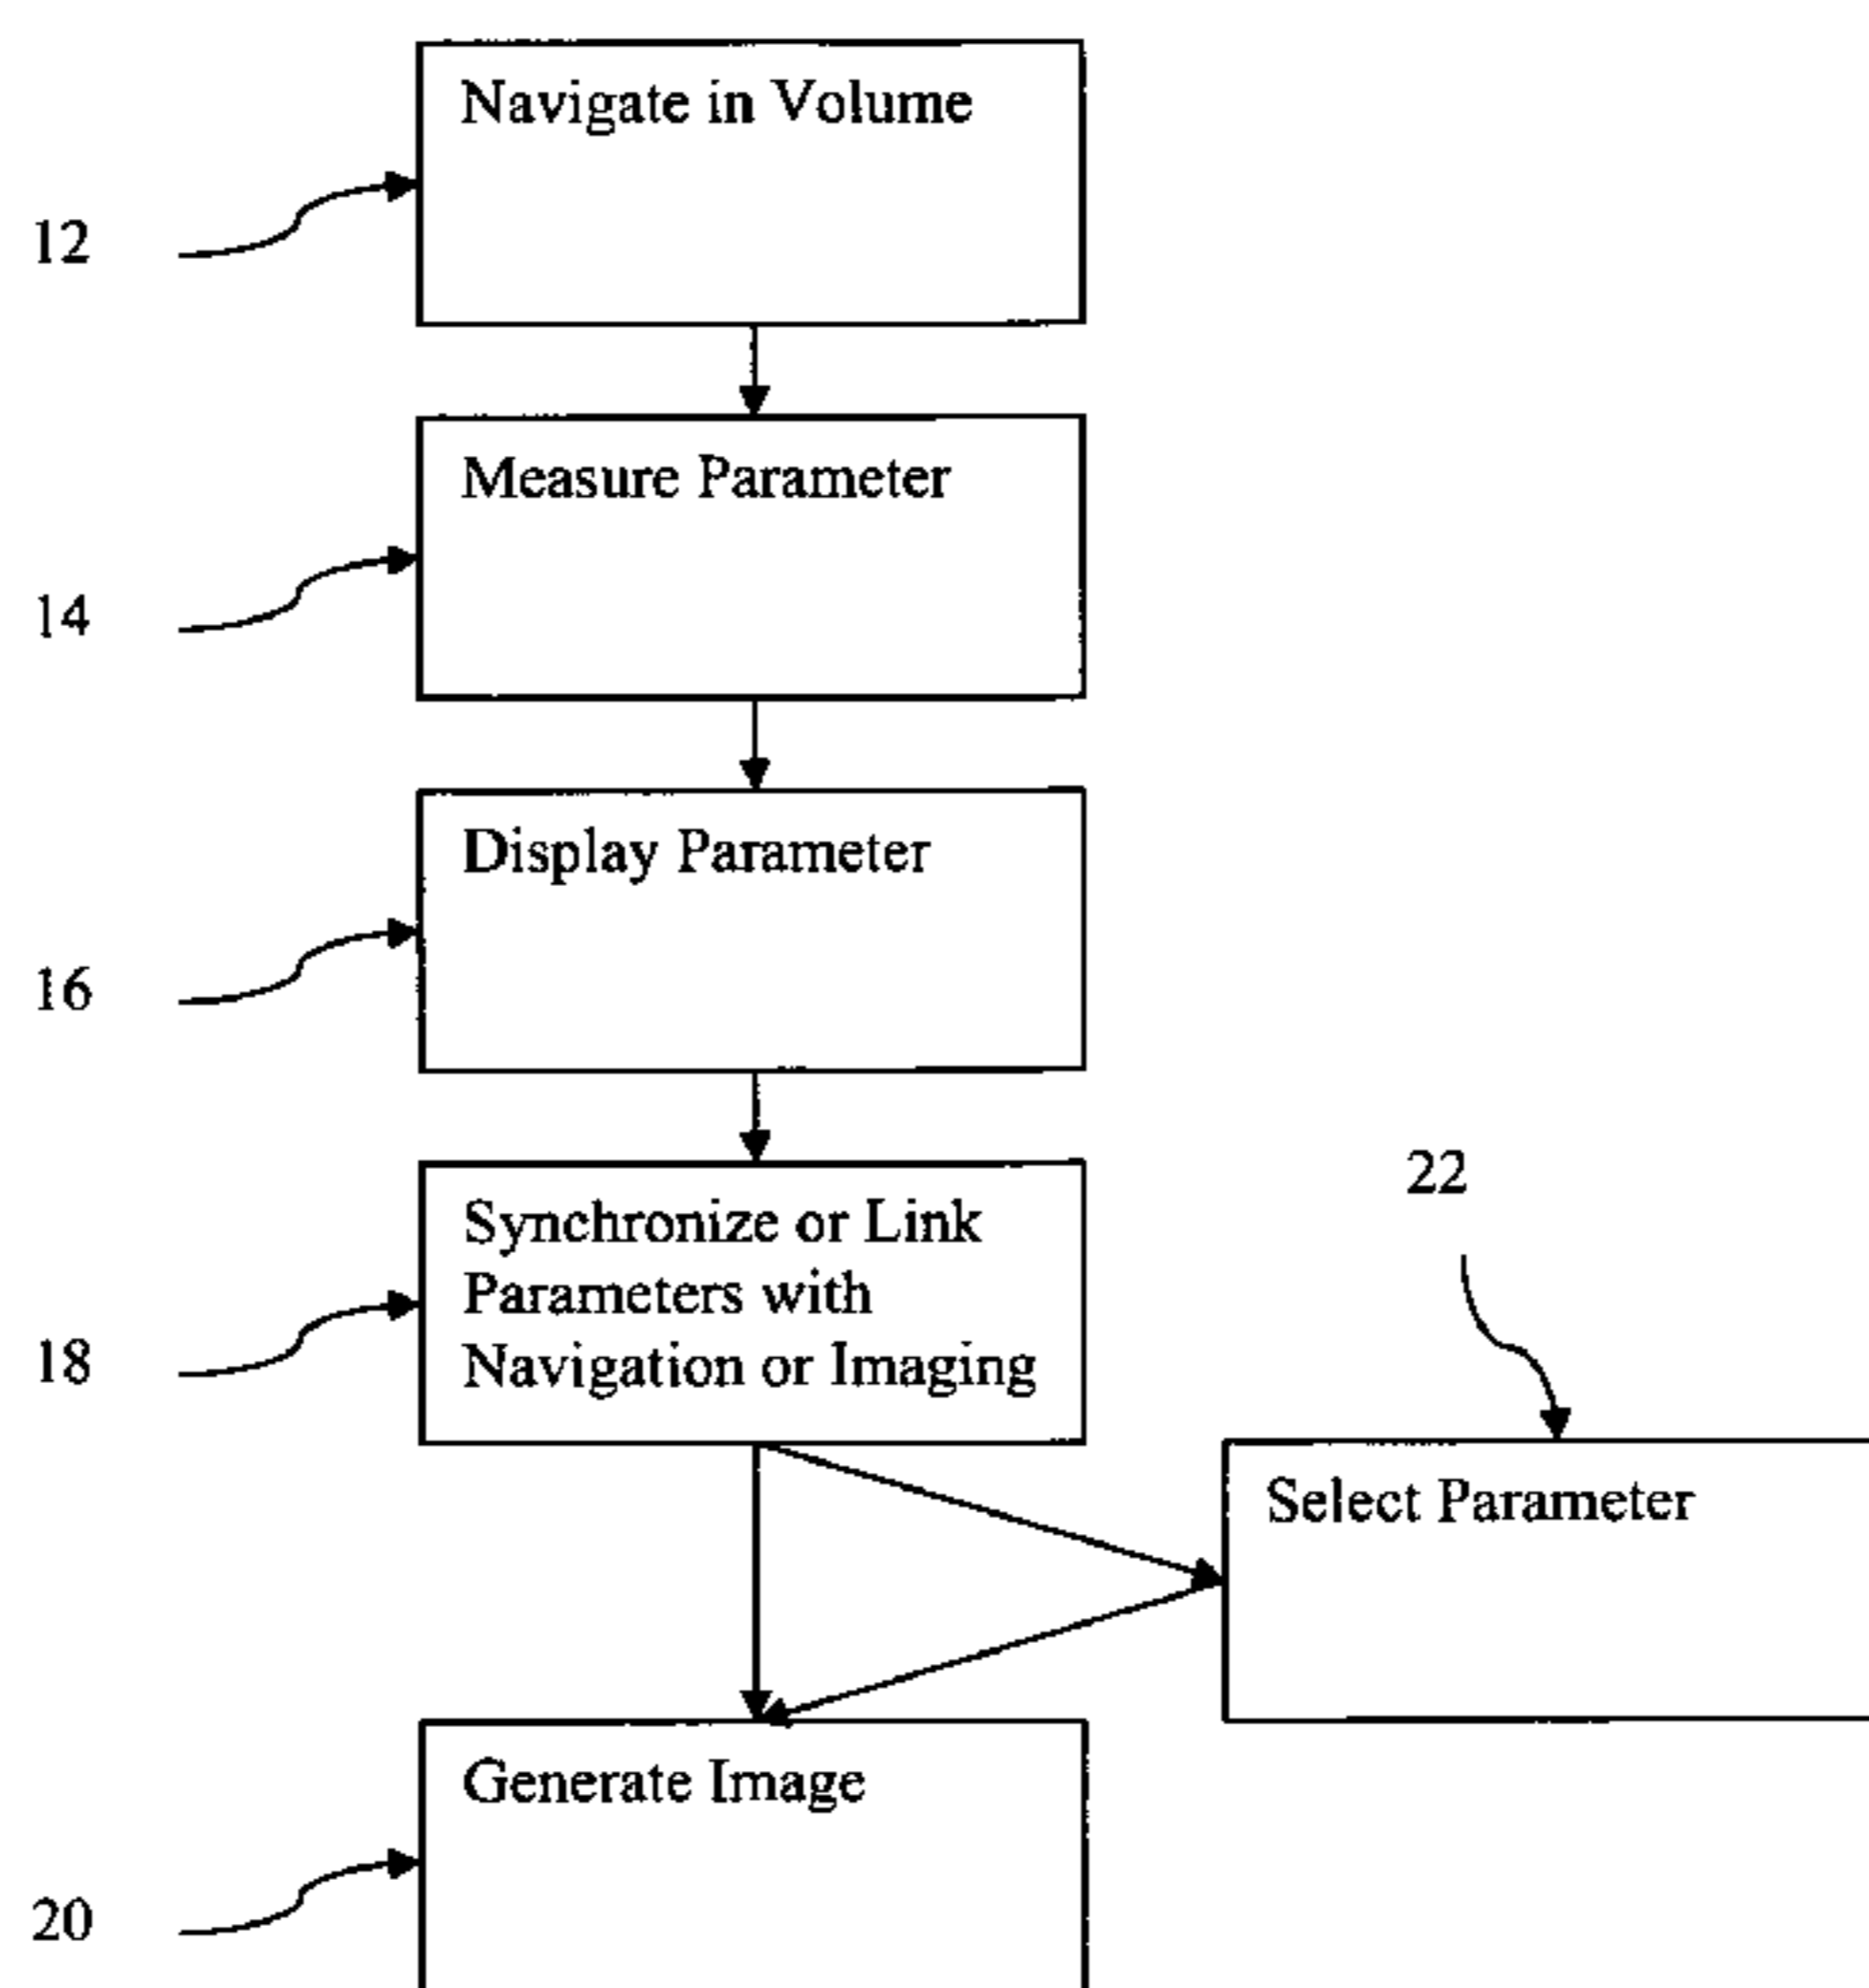 Navigate in Volume
12
Measure Parameter
14
Display Parameter
16
Synchronize or Link
Parameters with
Navigation or Imaging
18
22
Select Parameter
Generate Image
20